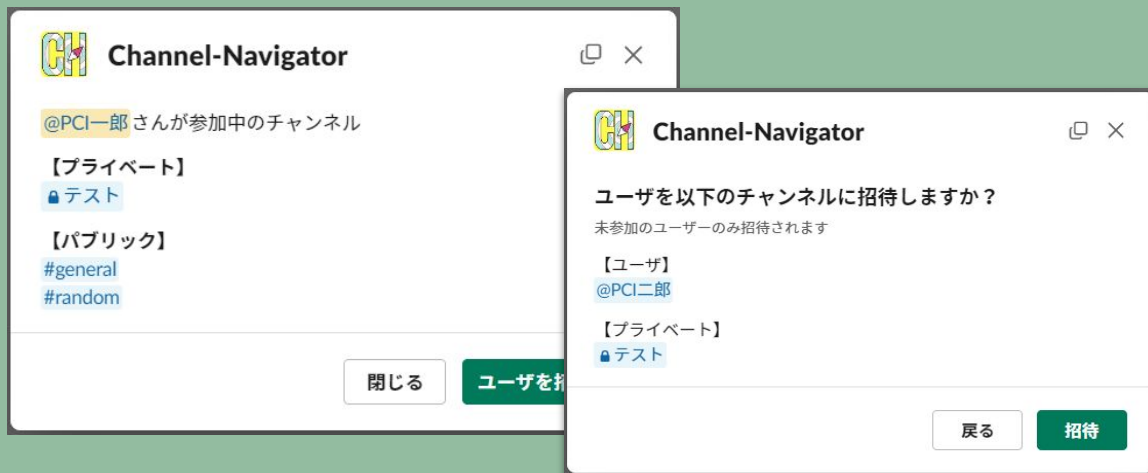 CH Channel-Navigator
@PCI一郎さんが参加中のチャンネル
【プライベート】
テスト
【パブリック】
#general
#random
閉じる
ユーザを招
CH Channel-Navigator
ユーザを以下のチャンネルに招待しますか？
未参加のユーザーのみ招待されます
【ユーザ】
@PCI二郎
【プライベート】
テスト
戻る
招待